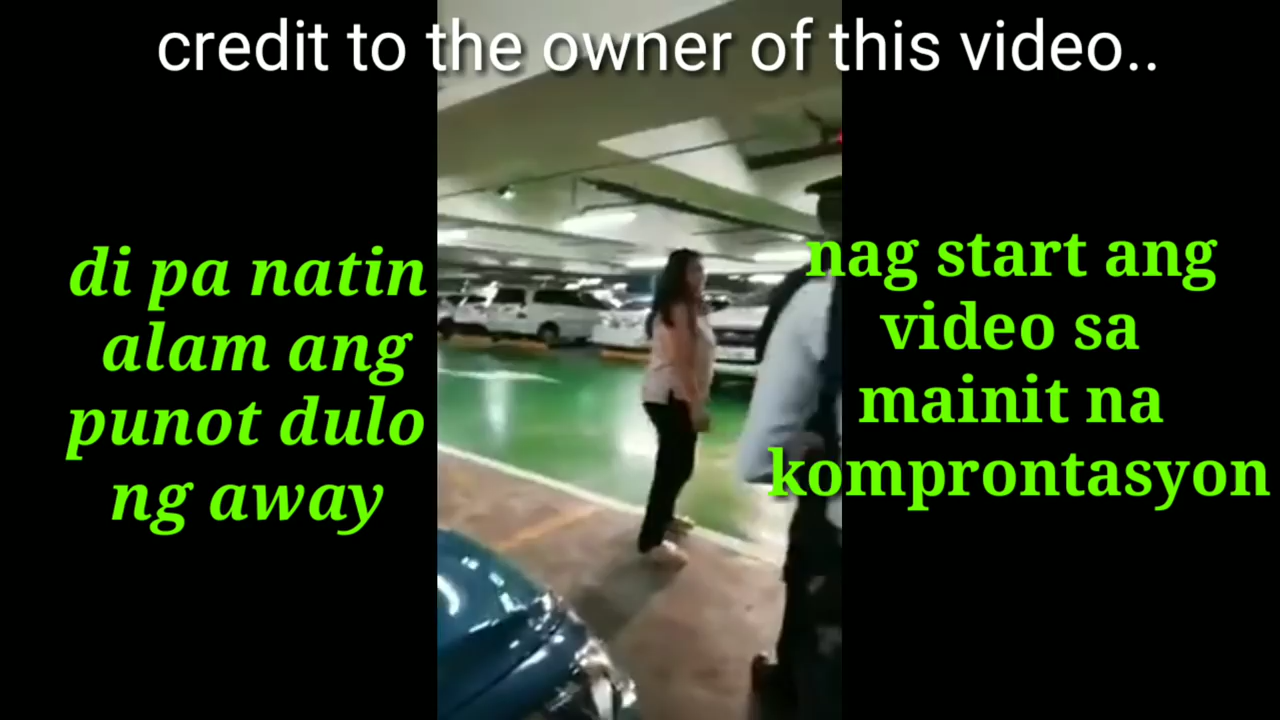 credit to the owner of this video..
di pa natin
alam ang
punot dulo
ng away
nag start ang
video sa
mainit na
komprontasyon